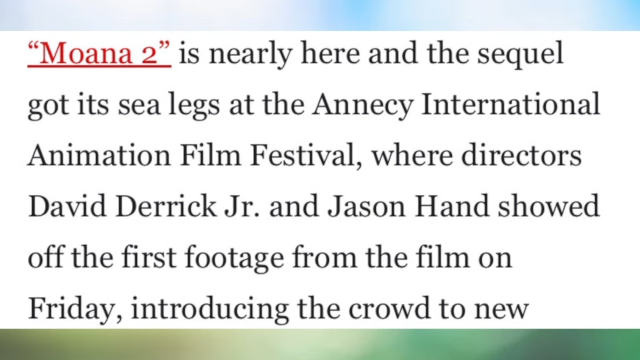 “Moana 2” is nearly here and the sequel
got its sea legs at the Annecy International
Animation Film Festival, where directors
David Derrick Jr. and Jason Hand showed
off the first footage from the film on
Friday, introducing the crowd to new